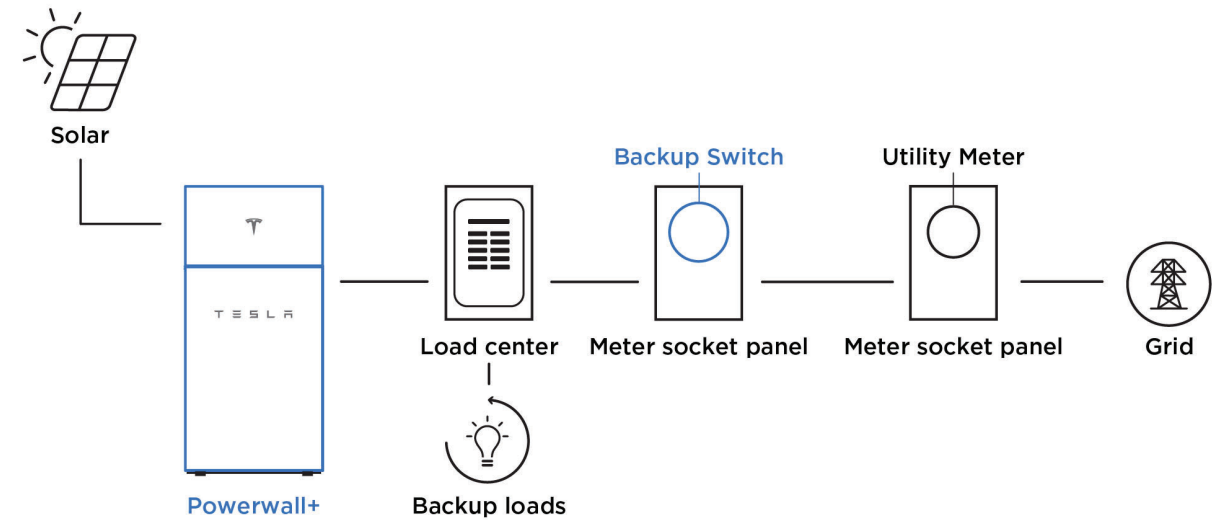 Solar
Backup Switch
Utility Meter
TESLA
Load center
Meter socket panel
Meter socket panel
Grid
Powerwall+
Backup loads